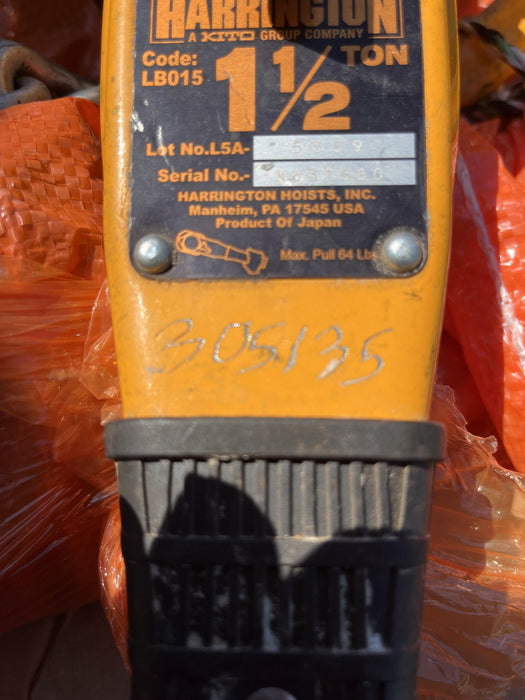 HARRINGTON
A KITO GROUP COMPANY
Code:
LB015
1 1/2 TON
Lot No.L5A-
Serial No.-
HARRINGTON HOISTS, INC.
Manheim, PA 17545 USA
Product Of Japan
Max. Pull 64 Lbs
305135